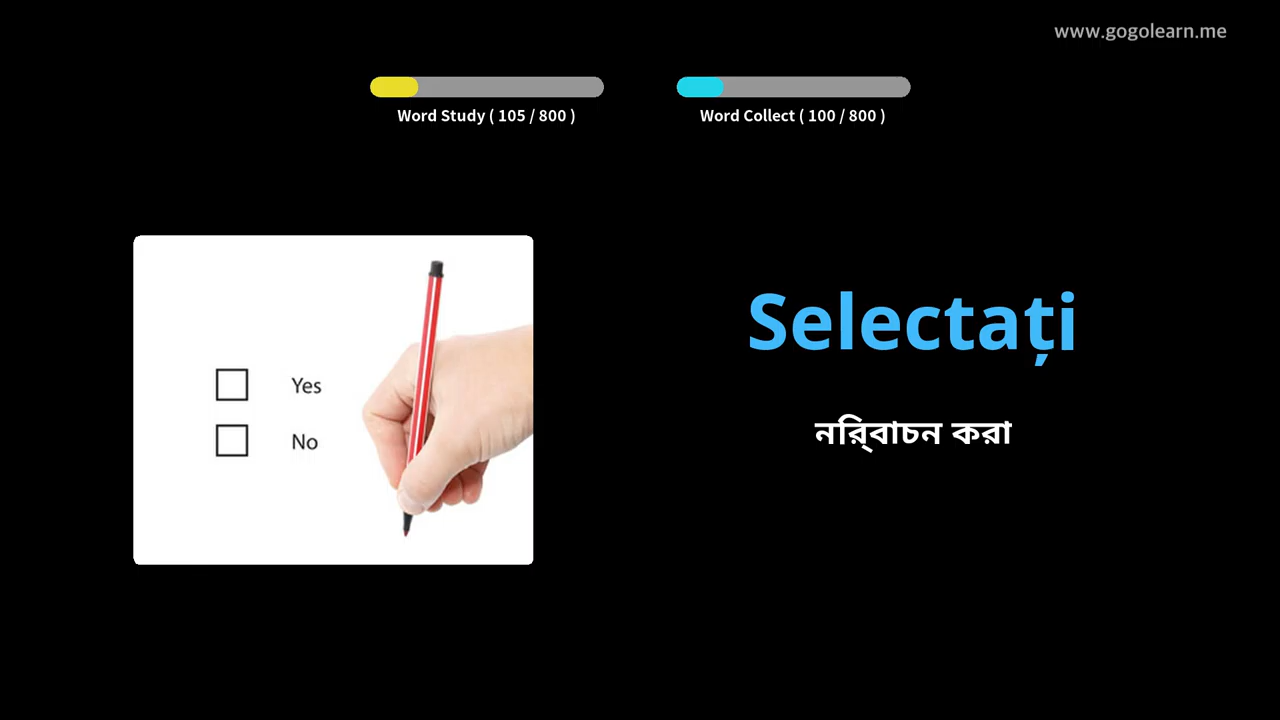 www.gogolearn.me
Word Study ( 105 / 800 )
Word Collect ( 100 / 800 )
Yes
No
Selectați
নির্বাচন করা